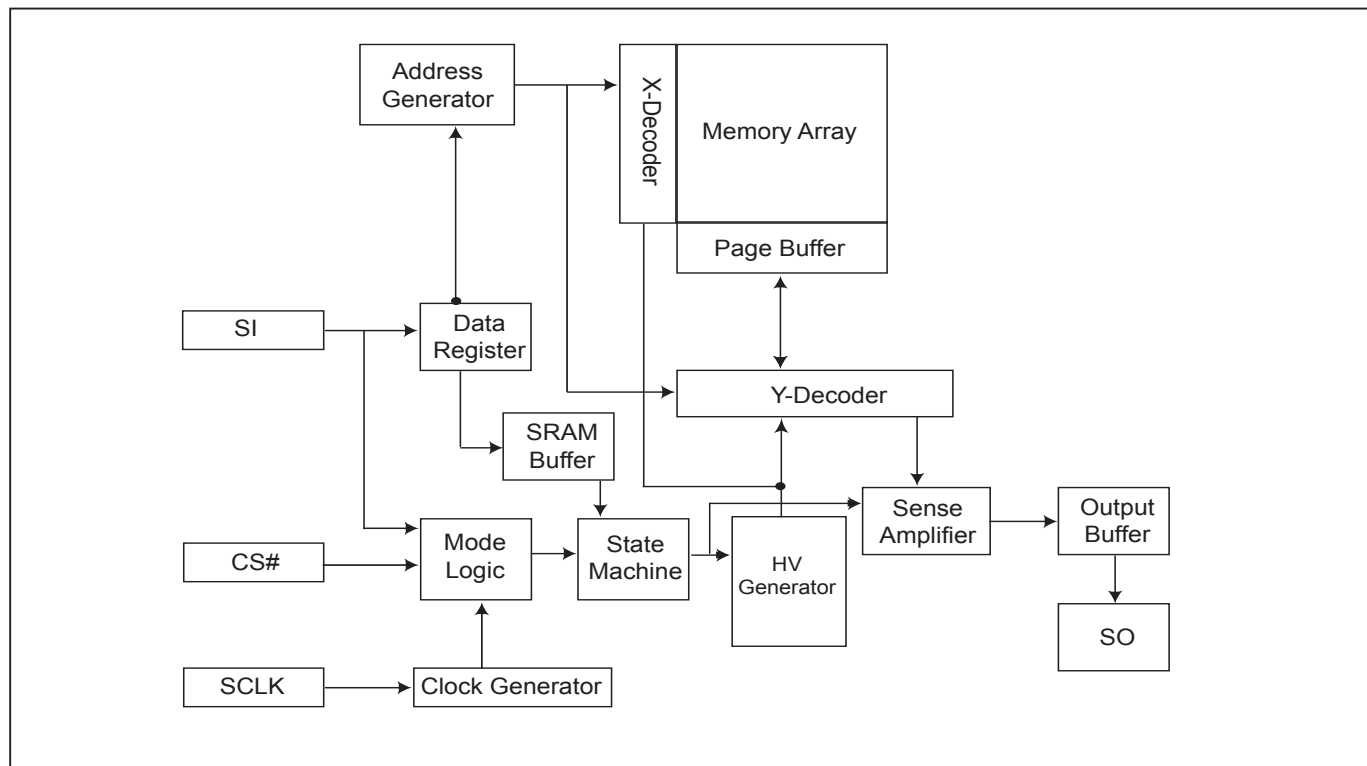 Address
Generator
X-Decoder
Memory Array
Page Buffer
SI
Data
Register
Y-Decoder
SRAM
Buffer
Sense
Amplifier
Output
Buffer
CS#
Mode
Logic
State
Machine
HV
Generator
SO
SCLK
Clock Generator